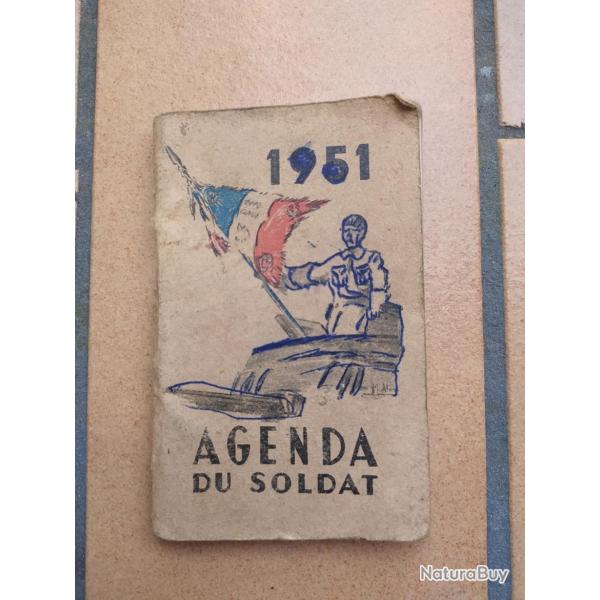 1951
AGENDA
DU SOLDAT
NaturaBuy